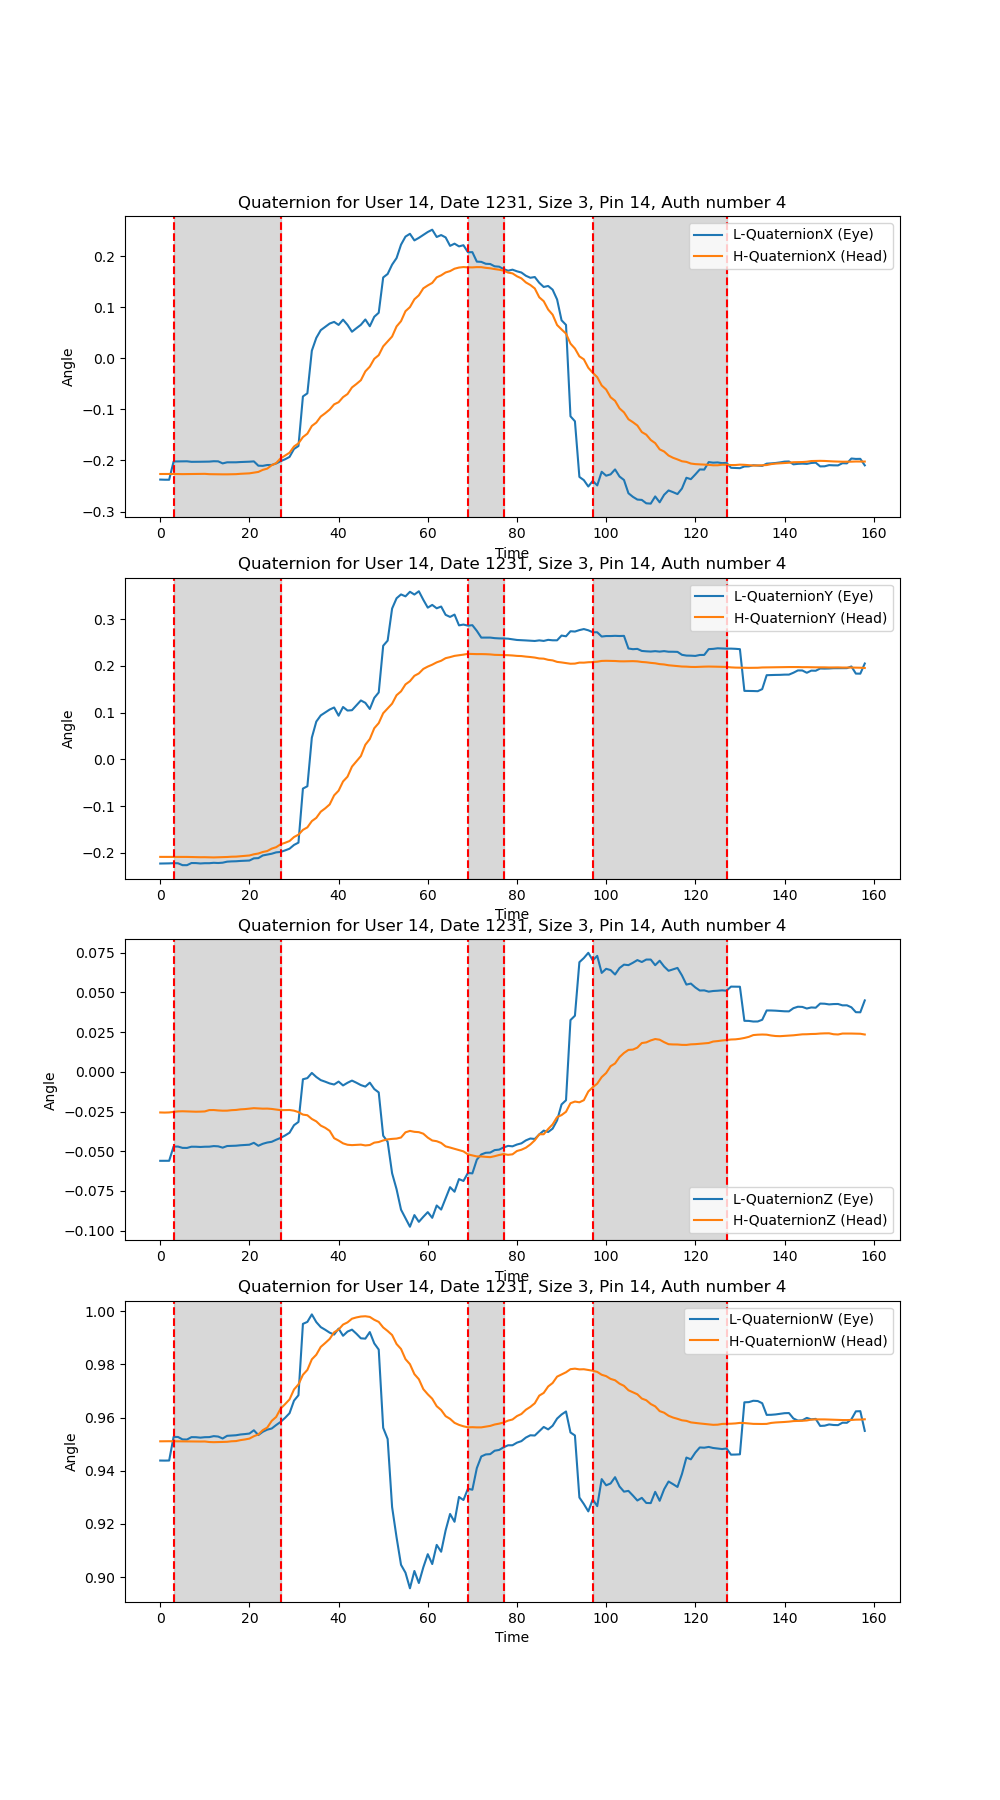 Quaternion for User 14, Date 1231, Size 3, Pin 14, Auth number 4
L-QuaternionX (Eye)
H-QuaternionX (Head)
0.2
0.1
0.0
−0.1
−0.2
−0.3
Angle
0 20 40 60 80 100 120 140 160
Time
Quaternion for User 14, Date 1231, Size 3, Pin 14, Auth number 4
L-QuaternionY (Eye)
H-QuaternionY (Head)
0.3
0.2
0.1
0.0
−0.1
−0.2
Angle
0 20 40 60 80 100 120 140 160
Time
Quaternion for User 14, Date 1231, Size 3, Pin 14, Auth number 4
0.075
0.050
0.025
0.000
−0.025
−0.050
−0.075
−0.100
Angle
L-QuaternionZ (Eye)
H-QuaternionZ (Head)
0 20 40 60 80 100 120 140 160
Time
Quaternion for User 14, Date 1231, Size 3, Pin 14, Auth number 4
L-QuaternionW (Eye)
H-QuaternionW (Head)
1.00
0.98
0.96
0.94
0.92
0.90
Angle
0 20 40 60 80 100 120 140 160
Time